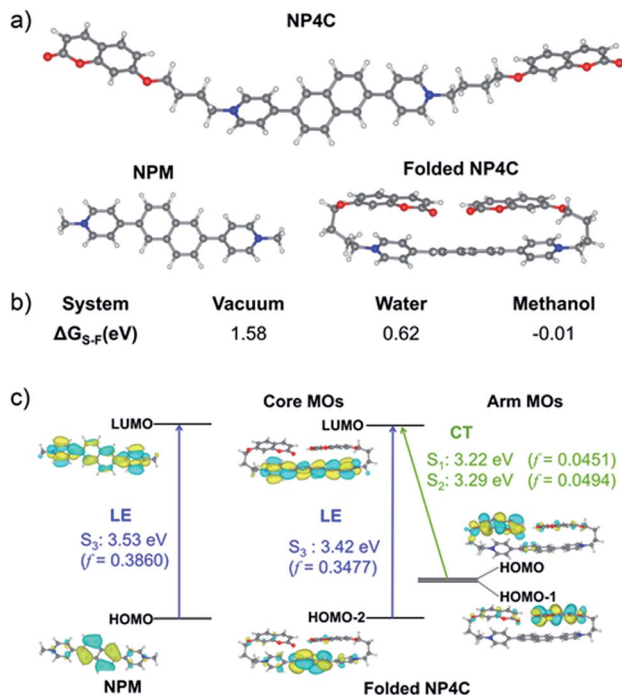 a)
NP4C
NPM
Folded NP4C
b) System Vacuum Water Methanol
ΔG_S-F(eV) 1.58 0.62 -0.01
c)
Core MOs
Arm MOs
LUMO
LUMO
CT
S₁: 3.22 eV (f = 0.0451)
S₂: 3.29 eV (f = 0.0494)
LE
S₃: 3.53 eV
(f = 0.3860)
LE
S₃ : 3.42 eV
(f = 0.3477)
HOMO
HOMO-1
HOMO
HOMO-2
NPM
Folded NP4C